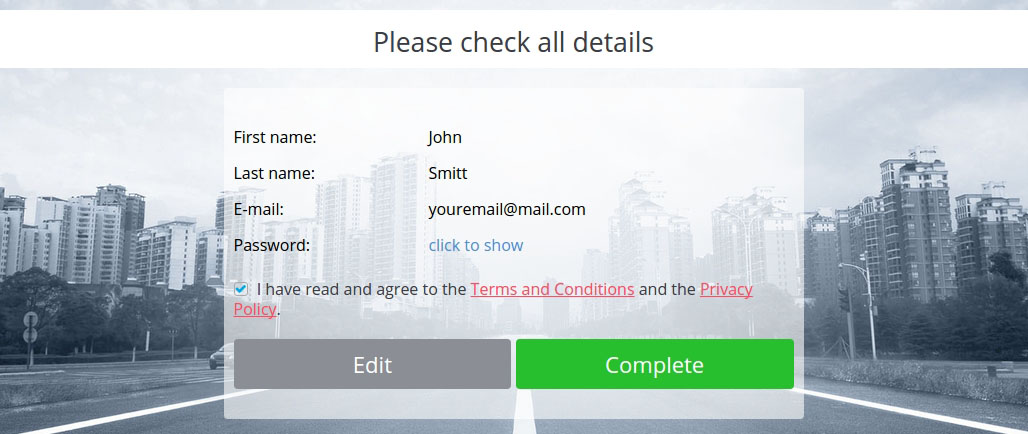 Please check all details
First name: John
Last name: Smitt
E-mail: youremail@mail.com
Password: click to show
I have read and agree to the Terms and Conditions and the Privacy
Policy.
Edit Complete